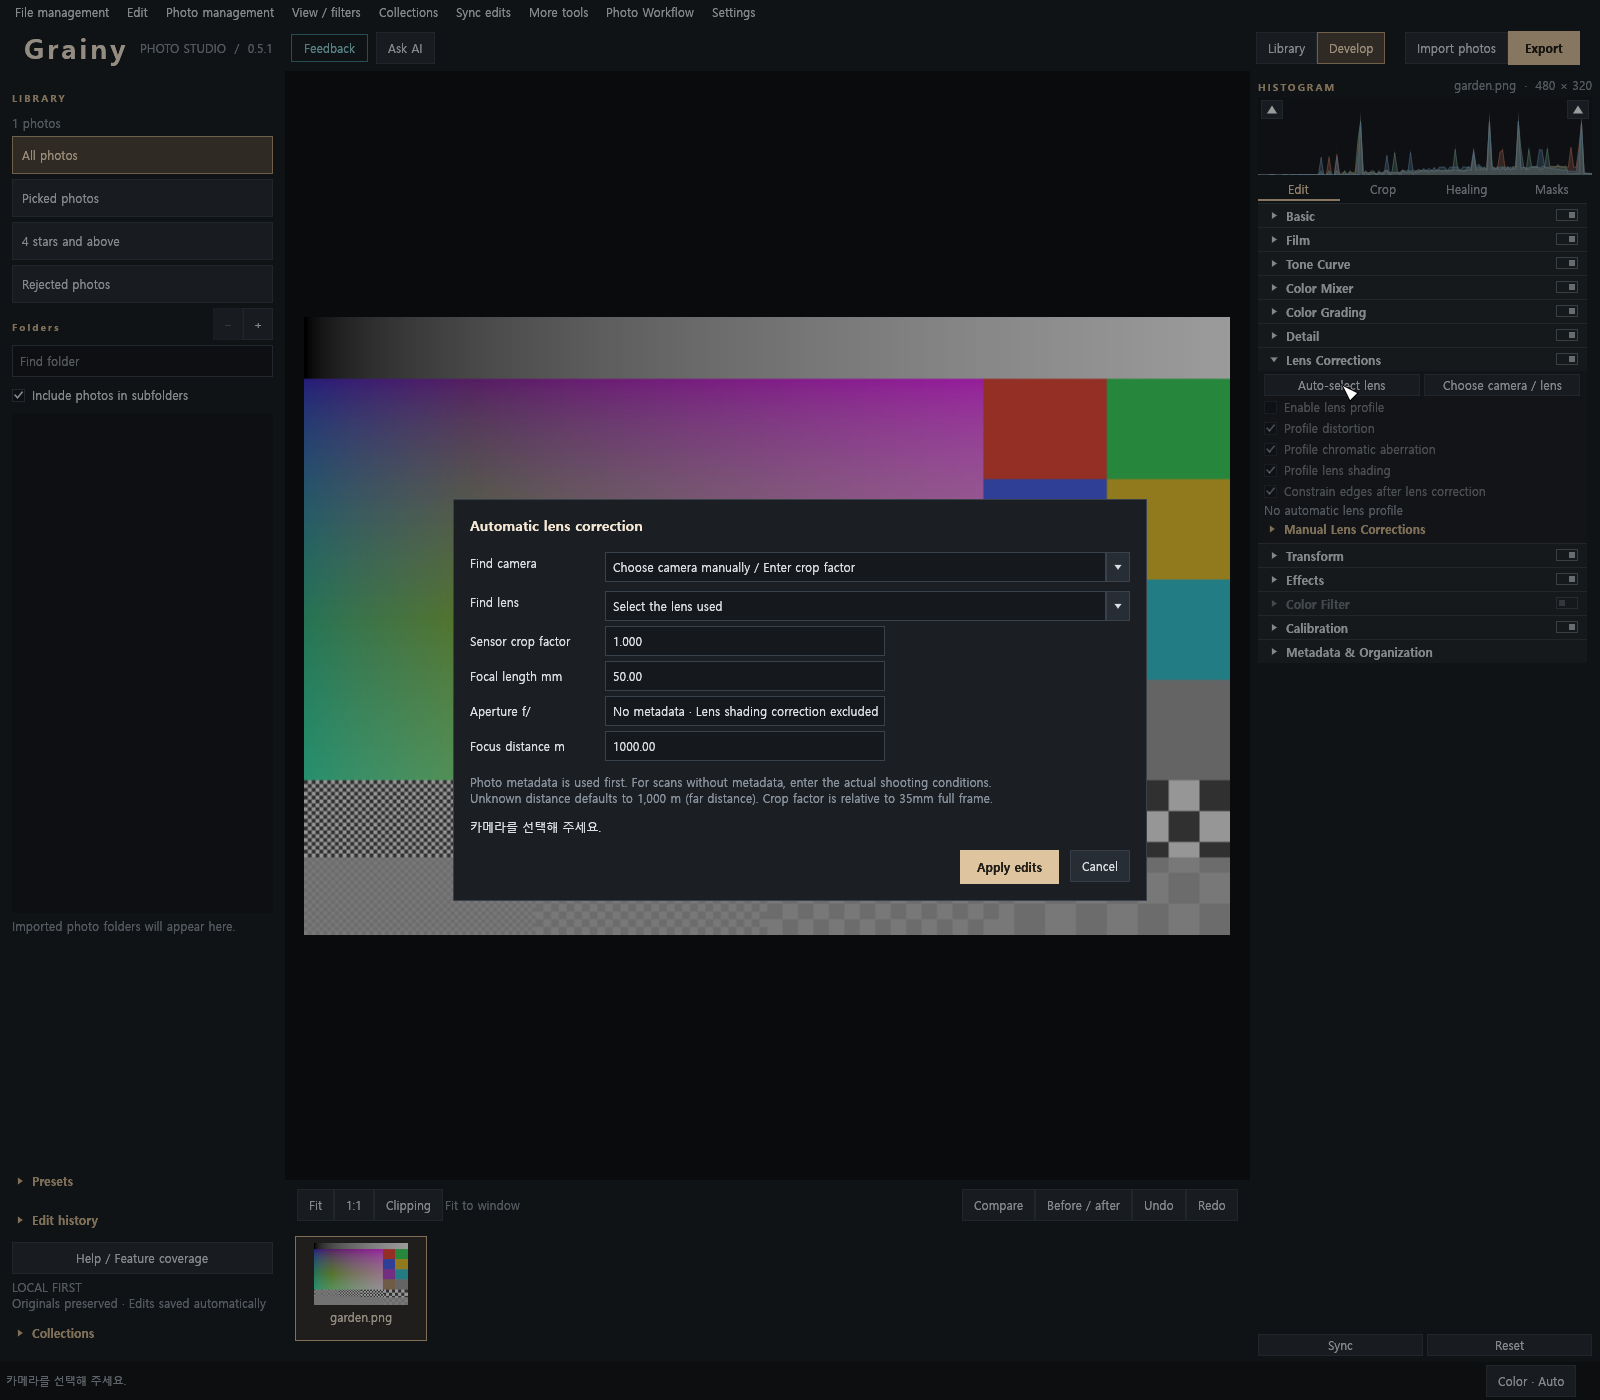 File management Edit Photo management View / filters Collections Sync edits More tools Photo Workflow Settings
Grainy PHOTO STUDIO / 0.5.1 Feedback Ask AI Library Develop Import photos Export
LIBRARY
1 photos
All photos
Picked photos
4 stars and above
Rejected photos
Folders − +
Find folder
Include photos in subfolders
Imported photo folders will appear here.
Presets
Edit history
Help / Feature coverage
LOCAL FIRST
Originals preserved · Edits saved automatically
Collections
Automatic lens correction
Find camera Choose camera manually / Enter crop factor
Find lens Select the lens used
Sensor crop factor 1.000
Focal length mm 50.00
Aperture f/ No metadata · Lens shading correction excluded
Focus distance m 1000.00
Photo metadata is used first. For scans without metadata, enter the actual shooting conditions.
Unknown distance defaults to 1,000 m (far distance). Crop factor is relative to 35mm full frame.
카메라를 선택해 주세요.
Apply edits Cancel
Fit 1:1 Clipping Fit to window Compare Before / after Undo Redo
garden.png
HISTOGRAM garden.png · 480 × 320
Edit Crop Healing Masks
Basic
Film
Tone Curve
Color Mixer
Color Grading
Detail
Lens Corrections
Auto-select lens Choose camera / lens
Enable lens profile
Profile distortion
Profile chromatic aberration
Profile lens shading
Constrain edges after lens correction
No automatic lens profile
Manual Lens Corrections
Transform
Effects
Color Filter
Calibration
Metadata & Organization
Sync Reset
카메라를 선택해 주세요. Color · Auto